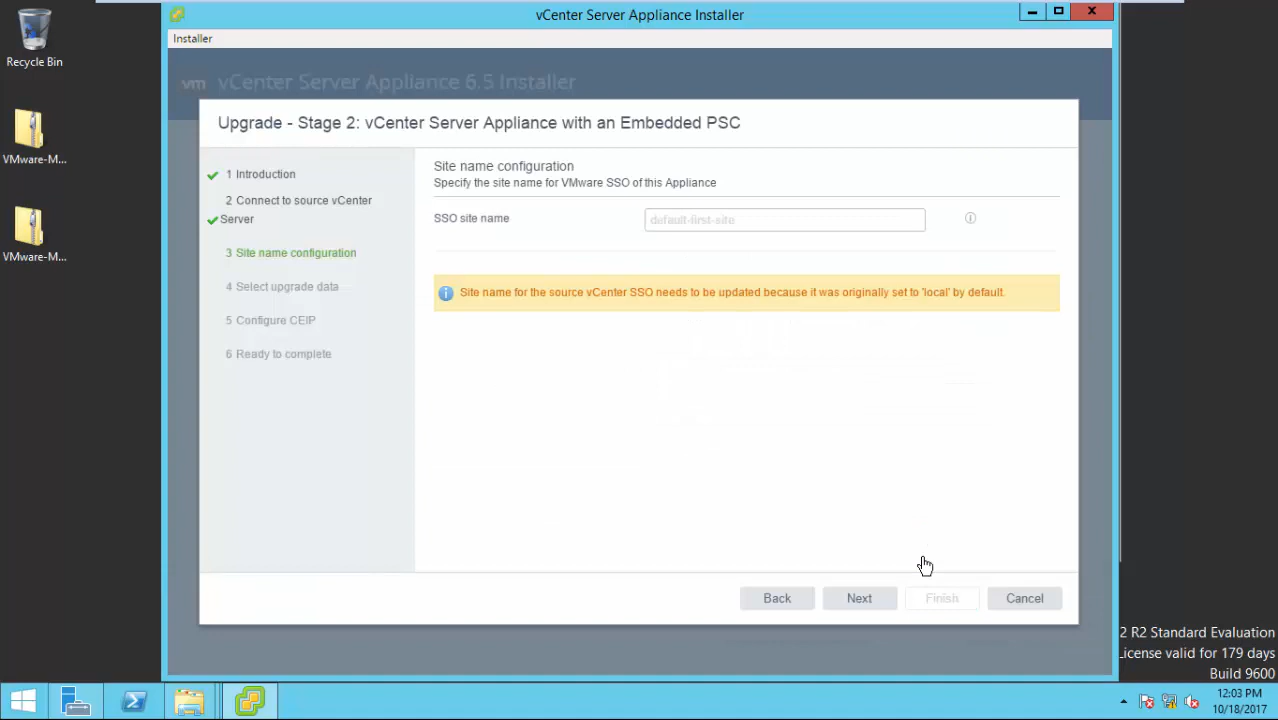 vCenter Server Appliance Installer
Recycle Bin
Installer
vm vCenter Server Appliance 6.5 Installer
Upgrade - Stage 2: vCenter Server Appliance with an Embedded PSC
VMware-M...
1 Introduction
2 Connect to source vCenter
Server
3 Site name configuration
4 Select upgrade data
5 Configure CEIP
6 Ready to complete
Site name configuration
Specify the site name for VMware SSO of this Appliance
SSO site name
default-first-site
Site name for the source vCenter SSO needs to be updated because it was originally set to 'local' by default.
VMware-M...
Back
Next
Finish
Cancel
2 R2 Standard Evaluation
License valid for 179 days
Build 9600
12:03 PM
10/18/2017